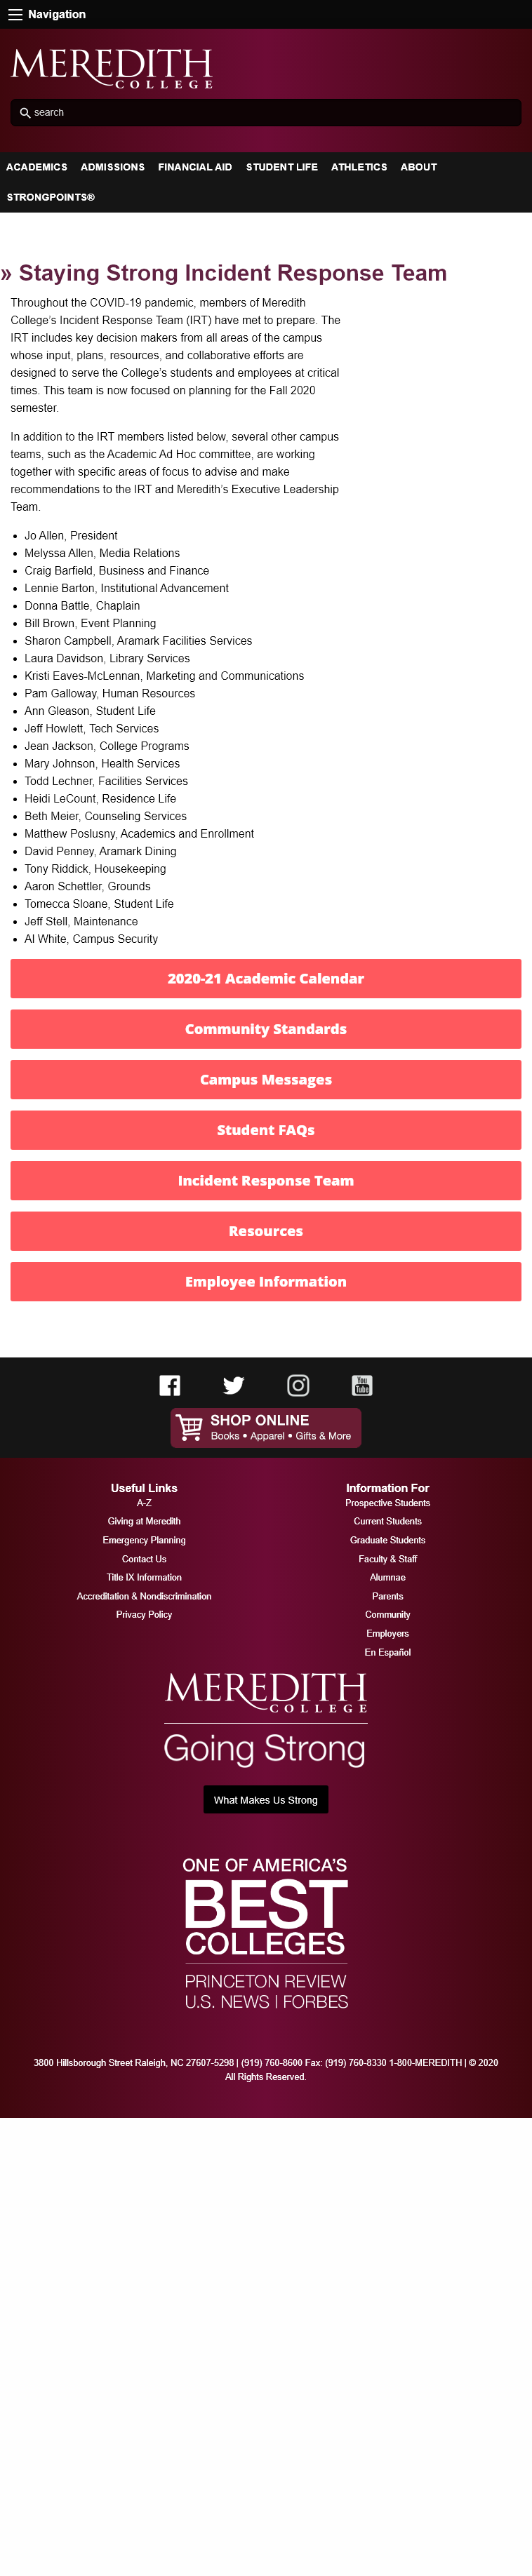 Navigation
MEREDITH
COLLEGE
search
ACADEMICS ADMISSIONS FINANCIAL AID STUDENT LIFE ATHLETICS ABOUT
STRONGPOINTS®
» Staying Strong Incident Response Team
Throughout the COVID-19 pandemic, members of Meredith
College’s Incident Response Team (IRT) have met to prepare. The
IRT includes key decision makers from all areas of the campus
whose input, plans, resources, and collaborative efforts are
designed to serve the College’s students and employees at critical
times. This team is now focused on planning for the Fall 2020
semester.
In addition to the IRT members listed below, several other campus
teams, such as the Academic Ad Hoc committee, are working
together with specific areas of focus to advise and make
recommendations to the IRT and Meredith’s Executive Leadership
Team.
• Jo Allen, President
• Melyssa Allen, Media Relations
• Craig Barfield, Business and Finance
• Lennie Barton, Institutional Advancement
• Donna Battle, Chaplain
• Bill Brown, Event Planning
• Sharon Campbell, Aramark Facilities Services
• Laura Davidson, Library Services
• Kristi Eaves-McLennan, Marketing and Communications
• Pam Galloway, Human Resources
• Ann Gleason, Student Life
• Jeff Howlett, Tech Services
• Jean Jackson, College Programs
• Mary Johnson, Health Services
• Todd Lechner, Facilities Services
• Heidi LeCount, Residence Life
• Beth Meier, Counseling Services
• Matthew Poslusny, Academics and Enrollment
• David Penney, Aramark Dining
• Tony Riddick, Housekeeping
• Aaron Schettler, Grounds
• Tomecca Sloane, Student Life
• Jeff Stell, Maintenance
• Al White, Campus Security
2020-21 Academic Calendar
Community Standards
Campus Messages
Student FAQs
Incident Response Team
Resources
Employee Information
You
Tube
SHOP ONLINE
Books • Apparel • Gifts & More
Useful Links
A-Z
Giving at Meredith
Emergency Planning
Contact Us
Title IX Information
Accreditation & Nondiscrimination
Privacy Policy
Information For
Prospective Students
Current Students
Graduate Students
Faculty & Staff
Alumnae
Parents
Community
Employers
En Español
MEREDITH
COLLEGE
Going Strong
What Makes Us Strong
ONE OF AMERICA’S
BEST
COLLEGES
PRINCETON REVIEW
U.S. NEWS | FORBES
3800 Hillsborough Street Raleigh, NC 27607-5298 | (919) 760-8600 Fax: (919) 760-8330 1-800-MEREDITH | © 2020
All Rights Reserved.